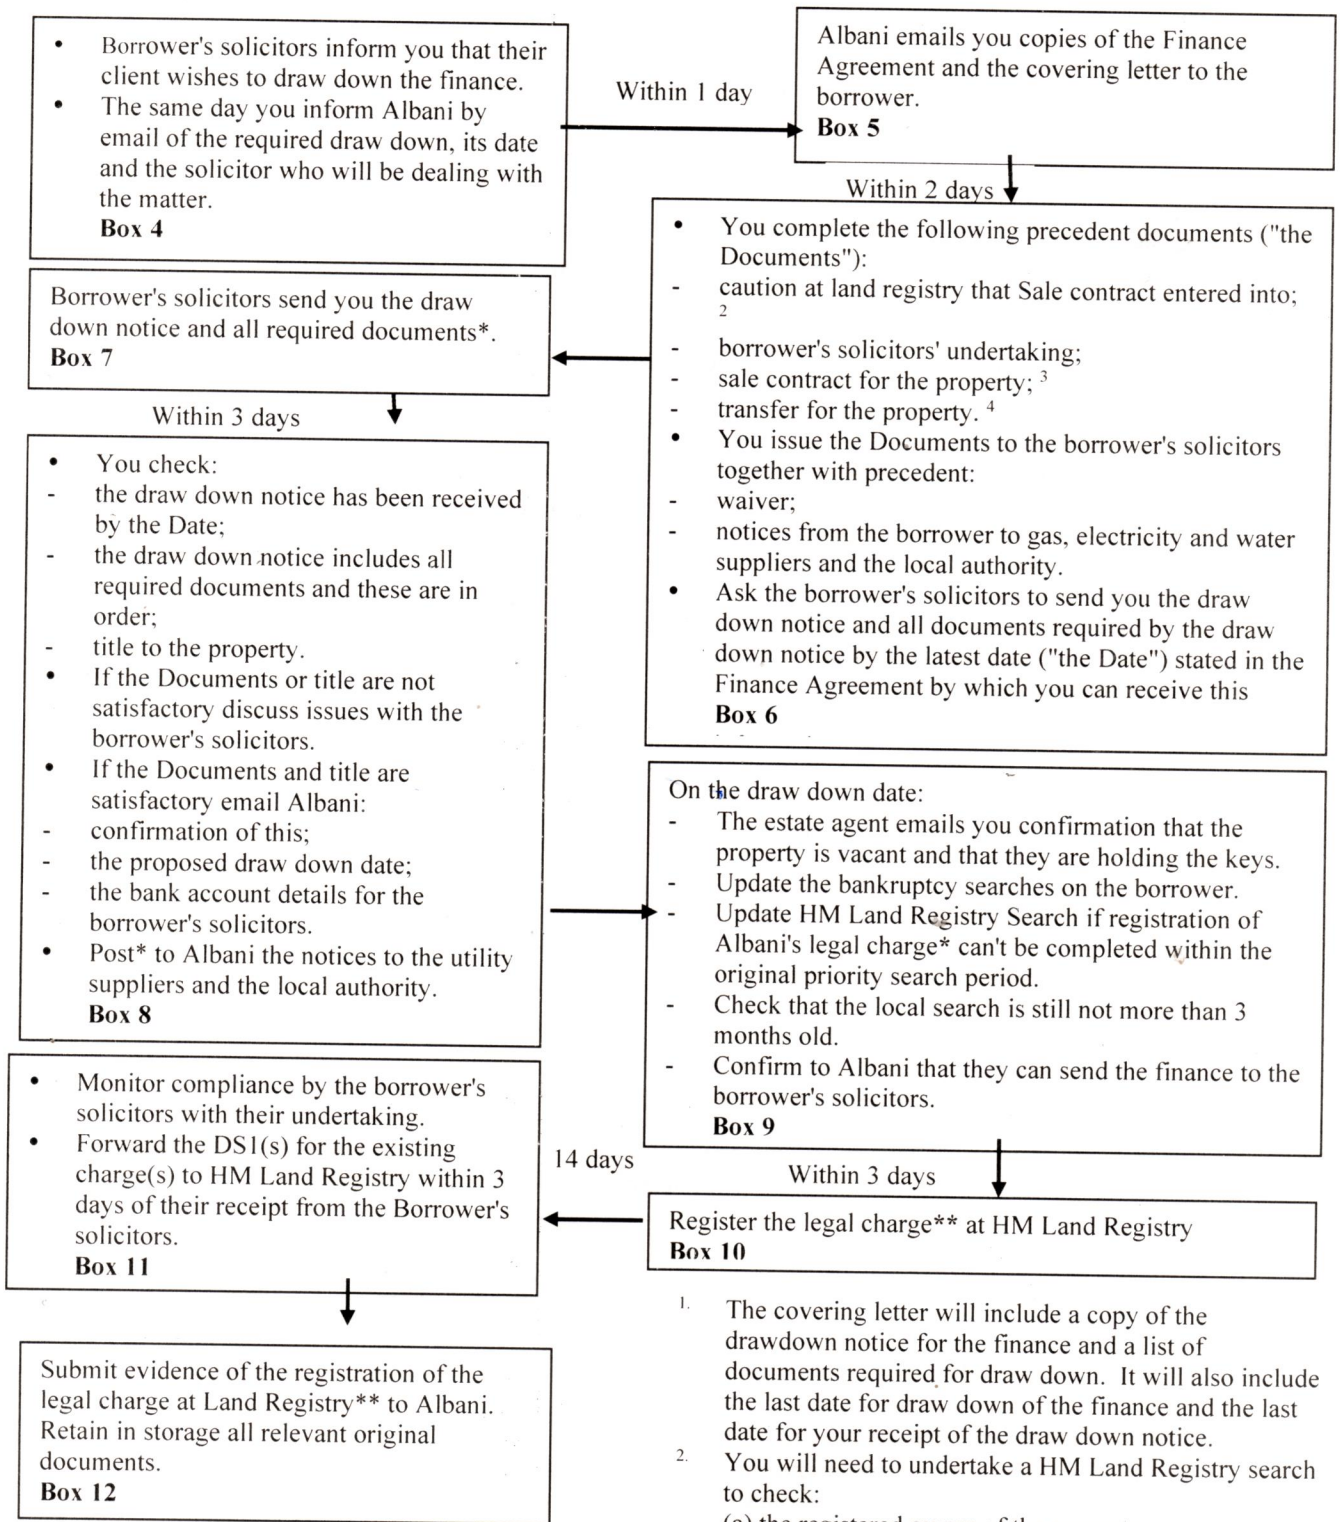 • Borrower's solicitors inform you that their
client wishes to draw down the finance.
• The same day you inform Albani by
email of the required draw down, its date
and the solicitor who will be dealing with
the matter.
Box 4
Within 1 day
Albani emails you copies of the Finance
Agreement and the covering letter to the
borrower.
Box 5
Within 2 days
• You complete the following precedent documents ("the
Documents"):
- caution at land registry that Sale contract entered into;
2
- borrower's solicitors' undertaking;
- sale contract for the property; 3
- transfer for the property. 4
• You issue the Documents to the borrower's solicitors
together with precedent:
- waiver;
- notices from the borrower to gas, electricity and water
suppliers and the local authority.
• Ask the borrower's solicitors to send you the draw
down notice and all documents required by the draw
down notice by the latest date ("the Date") stated in the
Finance Agreement by which you can receive this
Box 6
Borrower's solicitors send you the draw
down notice and all required documents*.
Box 7
Within 3 days
• You check:
- the draw down notice has been received
by the Date;
- the draw down notice includes all
required documents and these are in
order;
- title to the property.
• If the Documents or title are not
satisfactory discuss issues with the
borrower's solicitors.
• If the Documents and title are
satisfactory email Albani:
- confirmation of this;
- the proposed draw down date;
- the bank account details for the
borrower's solicitors.
• Post* to Albani the notices to the utility
suppliers and the local authority.
Box 8
On the draw down date:
- The estate agent emails you confirmation that the
property is vacant and that they are holding the keys.
- Update the bankruptcy searches on the borrower.
- Update HM Land Registry Search if registration of
Albani's legal charge* can't be completed within the
original priority search period.
- Check that the local search is still not more than 3
months old.
- Confirm to Albani that they can send the finance to the
borrower's solicitors.
Box 9
Within 3 days
Register the legal charge** at HM Land Registry
Box 10
14 days
• Monitor compliance by the borrower's
solicitors with their undertaking.
• Forward the DS1(s) for the existing
charge(s) to HM Land Registry within 3
days of their receipt from the Borrower's
solicitors.
Box 11
Submit evidence of the registration of the
legal charge at Land Registry** to Albani.
Retain in storage all relevant original
documents.
Box 12
1. The covering letter will include a copy of the
drawdown notice for the finance and a list of
documents required for draw down. It will also include
the last date for draw down of the finance and the last
date for your receipt of the draw down notice.
2. You will need to undertake a HM Land Registry search
to check: